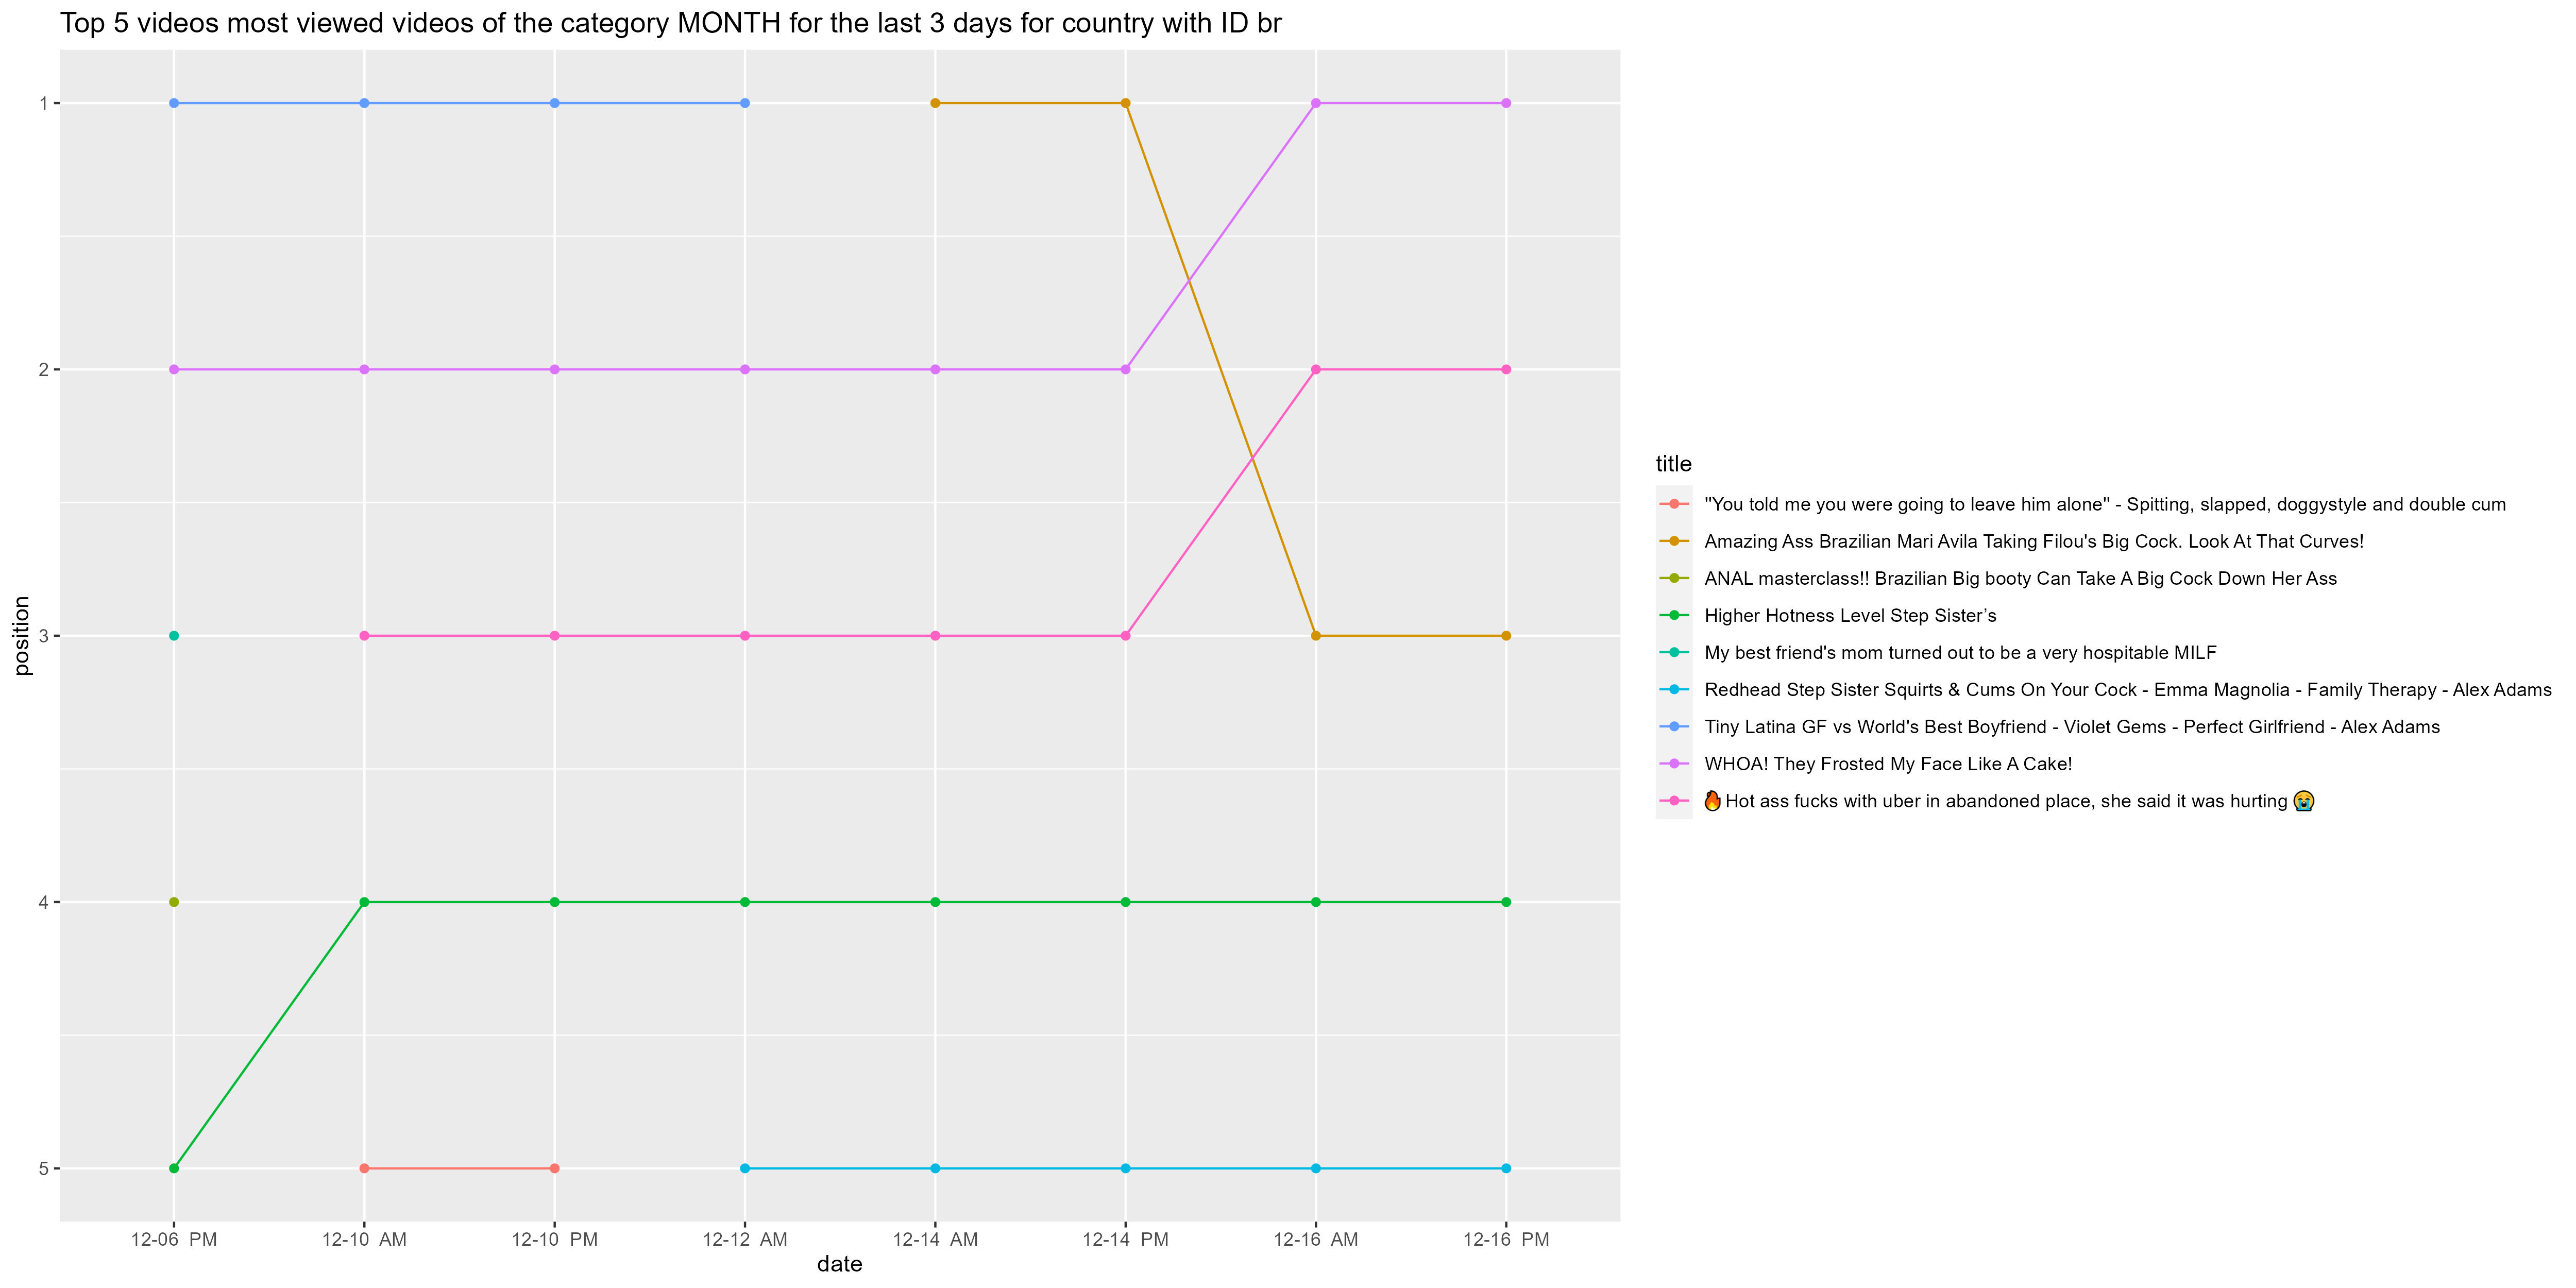 Top 5 videos most viewed videos of the category MONTH for the last 3 days for country with ID br
position
1
2
3
4
5
12-06 PM
12-10 AM
12-10 PM
12-12 AM
12-14 AM
12-14 PM
12-16 AM
12-16 PM
date
title
"You told me you were going to leave him alone" - Spitting, slapped, doggystyle and double cum
Amazing Ass Brazilian Mari Avila Taking Filou's Big Cock. Look At That Curves!
ANAL masterclass!! Brazilian Big booty Can Take A Big Cock Down Her Ass
Higher Hotness Level Step Sister’s
My best friend's mom turned out to be a very hospitable MILF
Redhead Step Sister Squirts & Cums On Your Cock - Emma Magnolia - Family Therapy - Alex Adams
Tiny Latina GF vs World's Best Boyfriend - Violet Gems - Perfect Girlfriend - Alex Adams
WHOA! They Frosted My Face Like A Cake!
🔥Hot ass fucks with uber in abandoned place, she said it was hurting 😭